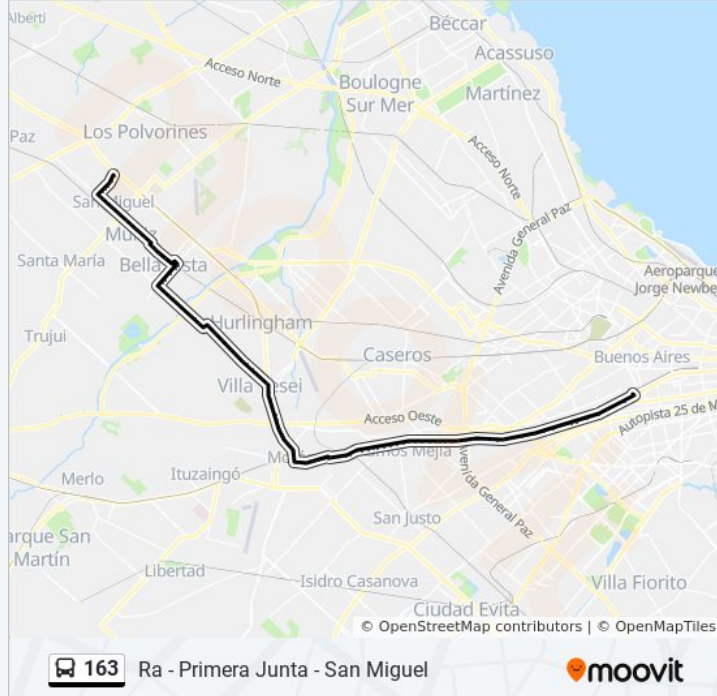 Alberti
Béccar
Acassuso
Acceso Norte
Boulogne
Sur Mer
Martínez
Paz
Los Polvorines
Acceso Norte
San Miguel
Muñiz
Avenida General Paz
Santa María
Bella Vista
Aeroparque
Jorge Newbe
Trujui
Hurlingham
Caseros
Buenos Aires
Villa Tesei
Acceso Oeste
Autopista 25 de M
Merlo
Ituzaingó
Mo
Ramos Mejía
Avenida General Paz
San Justo
arque San
Martín
Libertad
Isidro Casanova
Villa Fiorito
Ciudad Evita
© OpenStreetMap contributors | © OpenMapTiles
163 Ra - Primera Junta - San Miguel
moovit